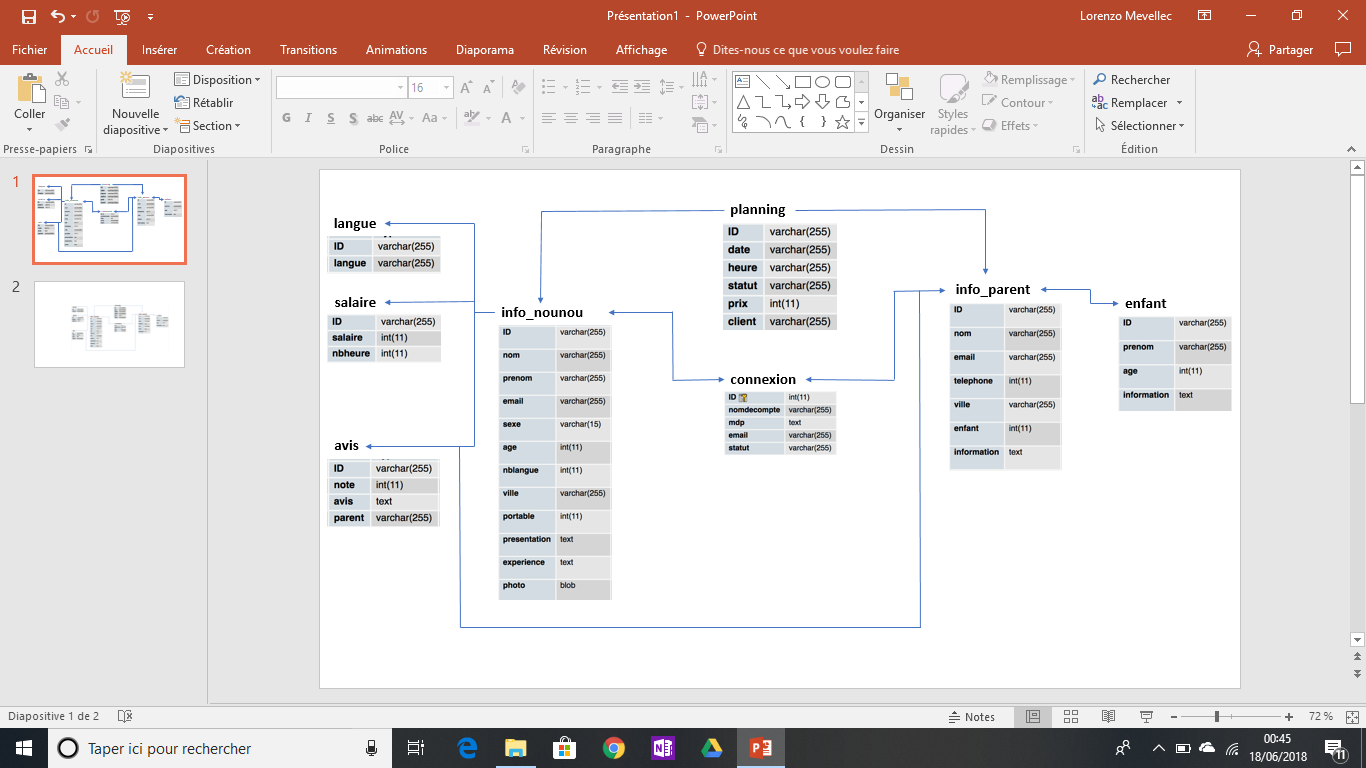 Présentation1 - PowerPoint
Lorenzo Mevellec
Fichier Accueil Insérer Création Transitions Animations Diaporama Révision Affichage Dites-nous ce que vous voulez faire Partager
Coller
Presse-papiers
Nouvelle diapositive
Disposition
Rétablir
Section
Diapositives
16
G I S S abc AV Aa A
Police
Paragraphe
Organiser
Styles rapides
Remplissage
Contour
Effets
Dessin
Rechercher
Remplacer
Sélectionner
Édition
1
2
langue
ID varchar(255)
langue varchar(255)
salaire
ID varchar(255)
salaire int(11)
nbheure int(11)
avis
ID varchar(255)
note int(11)
avis text
parent varchar(255)
info_nounou
ID varchar(255)
nom varchar(255)
prenom varchar(255)
email varchar(255)
sexe varchar(15)
age int(11)
nblangue int(11)
ville varchar(255)
portable int(11)
presentation text
experience text
photo blob
planning
ID varchar(255)
date varchar(255)
heure varchar(255)
statut varchar(255)
prix int(11)
client varchar(255)
connexion
ID int(11)
nomdecompte varchar(255)
mdp text
email varchar(255)
statut varchar(255)
info_parent
ID varchar(255)
nom varchar(255)
email varchar(255)
telephone int(11)
ville varchar(255)
enfant int(11)
information text
enfant
ID varchar(255)
prenom varchar(255)
age int(11)
information text
Diapositive 1 de 2
Notes
72 %
Taper ici pour rechercher
00:45
18/06/2018
11